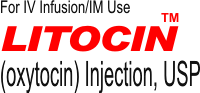 For IV Infusion/IM Use
LITOCIN™
(oxytocin) Injection, USP